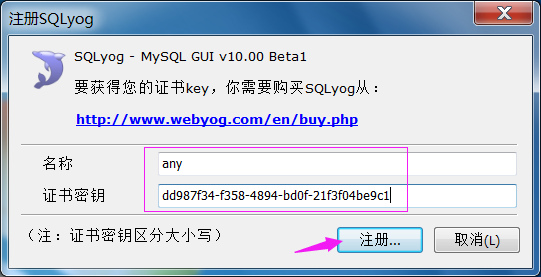 注册SQLyog
SQLyog - MySQL GUI v10.00 Beta1
要获得您的证书key，你需要购买SQLyog从：
http://www.webyog.com/en/buy.php
名称
any
证书密钥
dd987f34-f358-4894-bd0f-21f3f04be9c1
（注：证书密钥区分大小写）
注册...
取消(L)